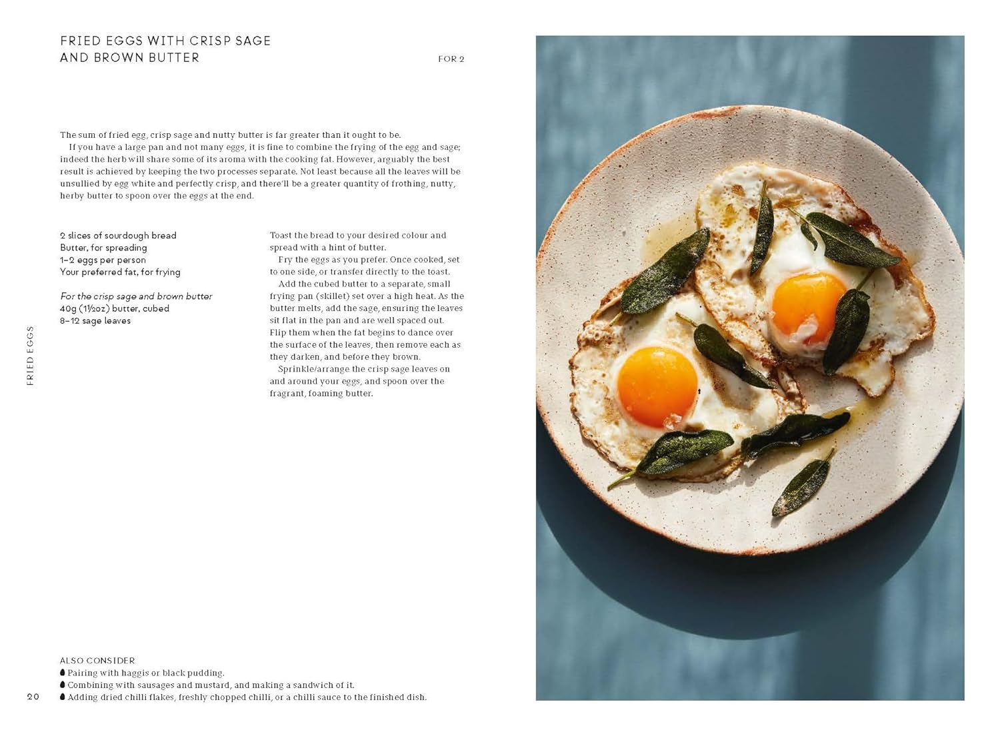 FRIED EGGS WITH CRISP SAGE
AND BROWN BUTTER
FOR 2
The sum of fried egg, crisp sage and nutty butter is far greater than it ought to be.
If you have a large pan and not many eggs, it is fine to combine the frying of the egg and sage;
indeed the herb will share some of its aroma with the cooking fat. However, arguably the best
result is achieved by keeping the two processes separate. Not least because all the leaves will be
unsullied by egg white and perfectly crisp, and there'll be a greater quantity of frothing, nutty,
herby butter to spoon over the eggs at the end.
2 slices of sourdough bread
Butter, for spreading
1–2 eggs per person
Your preferred fat, for frying
For the crisp sage and brown butter
40g (1½oz) butter, cubed
8–12 sage leaves
Toast the bread to your desired colour and
spread with a hint of butter.
Fry the eggs as you prefer. Once cooked, set
to one side, or transfer directly to the toast.
Add the cubed butter to a separate, small
frying pan (skillet) set over a high heat. As the
butter melts, add the sage, ensuring the leaves
sit flat in the pan and are well spaced out.
Flip them when the fat begins to dance over
the surface of the leaves, then remove each as
they darken, and before they brown.
Sprinkle/arrange the crisp sage leaves on
and around your eggs, and spoon over the
fragrant, foaming butter.
FRIED EGGS
ALSO CONSIDER
Pairing with haggis or black pudding.
Combining with sausages and mustard, and making a sandwich of it.
Adding dried chilli flakes, freshly chopped chilli, or a chilli sauce to the finished dish.
20